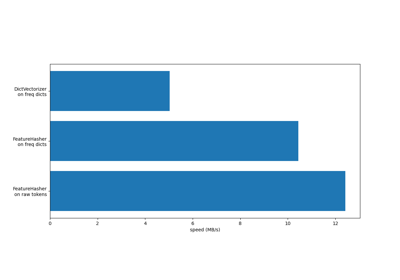 DictVectorizer
on freq dicts
FeatureHasher
on freq dicts
FeatureHasher
on raw tokens
0 2 4 6 8 10 12
speed (MB/s)